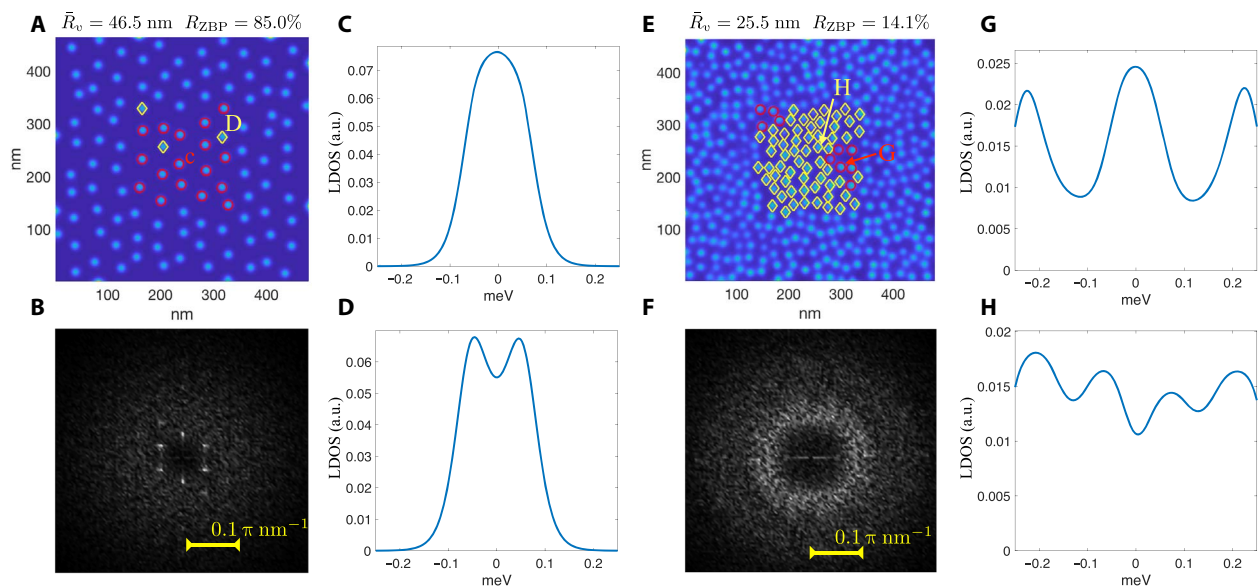 R̄ᵥ = 46.5 nm R_ZBP = 85.0%
A
400
300
200
100
nm
D
c
100 200 300 400
nm
B
0.1 π nm⁻¹
C
LDOS (a.u.)
0.07
0.06
0.05
0.04
0.03
0.02
0.01
0
−0.2 −0.1 0 0.1 0.2
meV
D
LDOS (a.u.)
0.06
0.05
0.04
0.03
0.02
0.01
0
−0.2 −0.1 0 0.1 0.2
meV
R̄ᵥ = 25.5 nm R_ZBP = 14.1%
E
400
300
200
100
nm
H
G
100 200 300 400
nm
F
0.1 π nm⁻¹
G
LDOS (a.u.)
0.025
0.02
0.015
0.01
0.005
0
−0.2 −0.1 0 0.1 0.2
meV
H
LDOS (a.u.)
0.02
0.015
0.01
0.005
0
−0.2 −0.1 0 0.1 0.2
meV